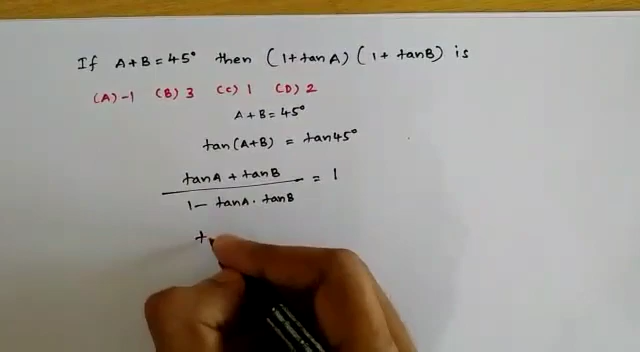 If A+B=45° then (1+tanA)(1+tanB) is
(A)-1 (B) 3 (C) 1 (D) 2
A+B=45°
tan(A+B) = tan45°
tanA + tanB
= 1
1- tanA · tanB
t